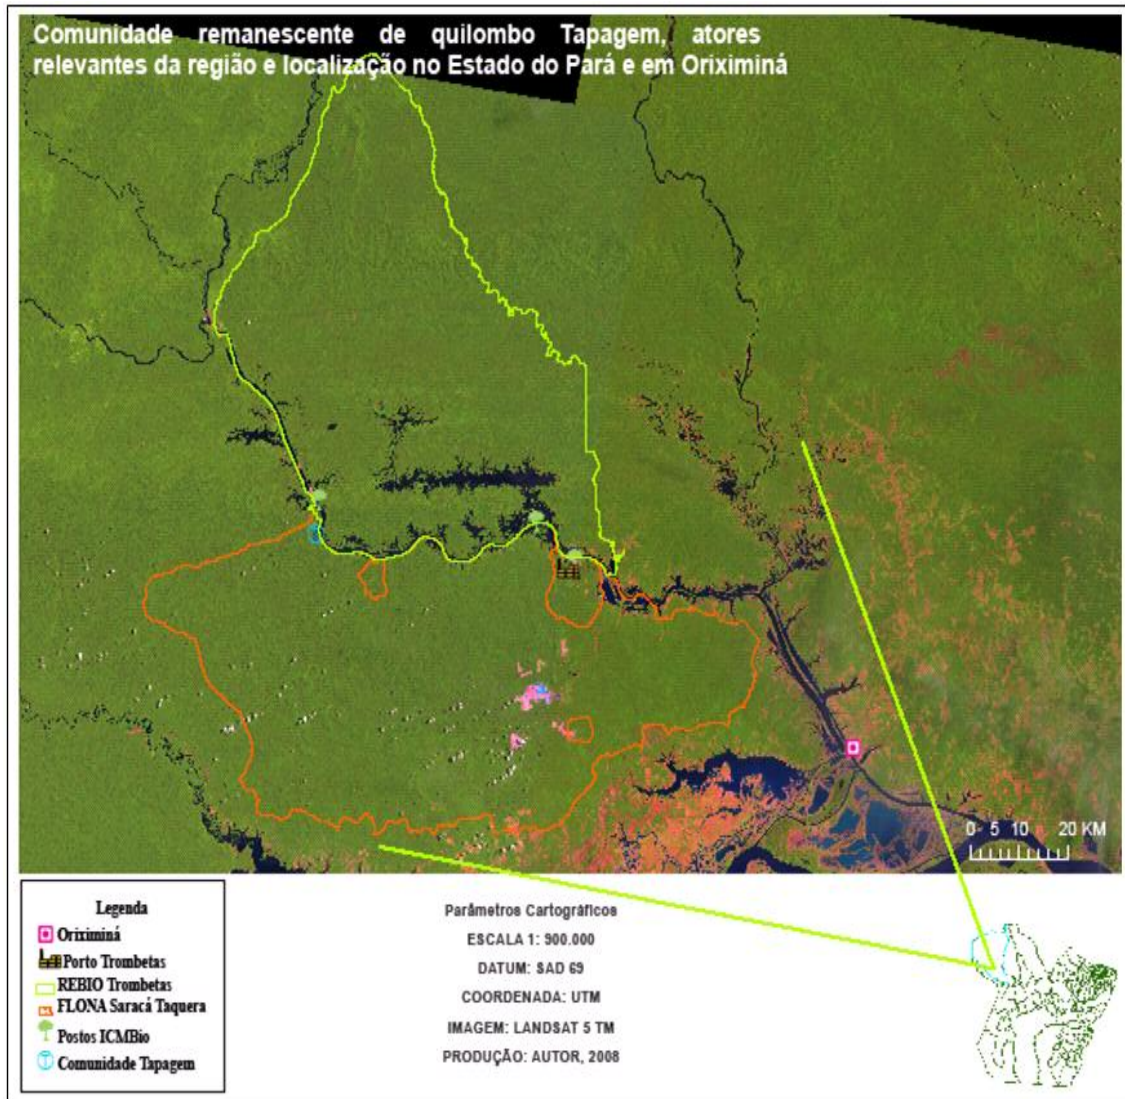 Comunidade remanescente de quilombo Tapagem, atores
relevantes da região e localização no Estado do Pará e em Oriximiná
0 5 10 20 KM
Legenda
Oriximiná
Porto Trombetas
REBIO Trombetas
FLONA Saracá Taquera
Postos ICMBio
Comunidade Tapagem
Parâmetros Cartográficos
ESCALA 1: 900.000
DATUM: SAD 69
COORDENADA: UTM
IMAGEM: LANDSAT 5 TM
PRODUÇÃO: AUTOR, 2008